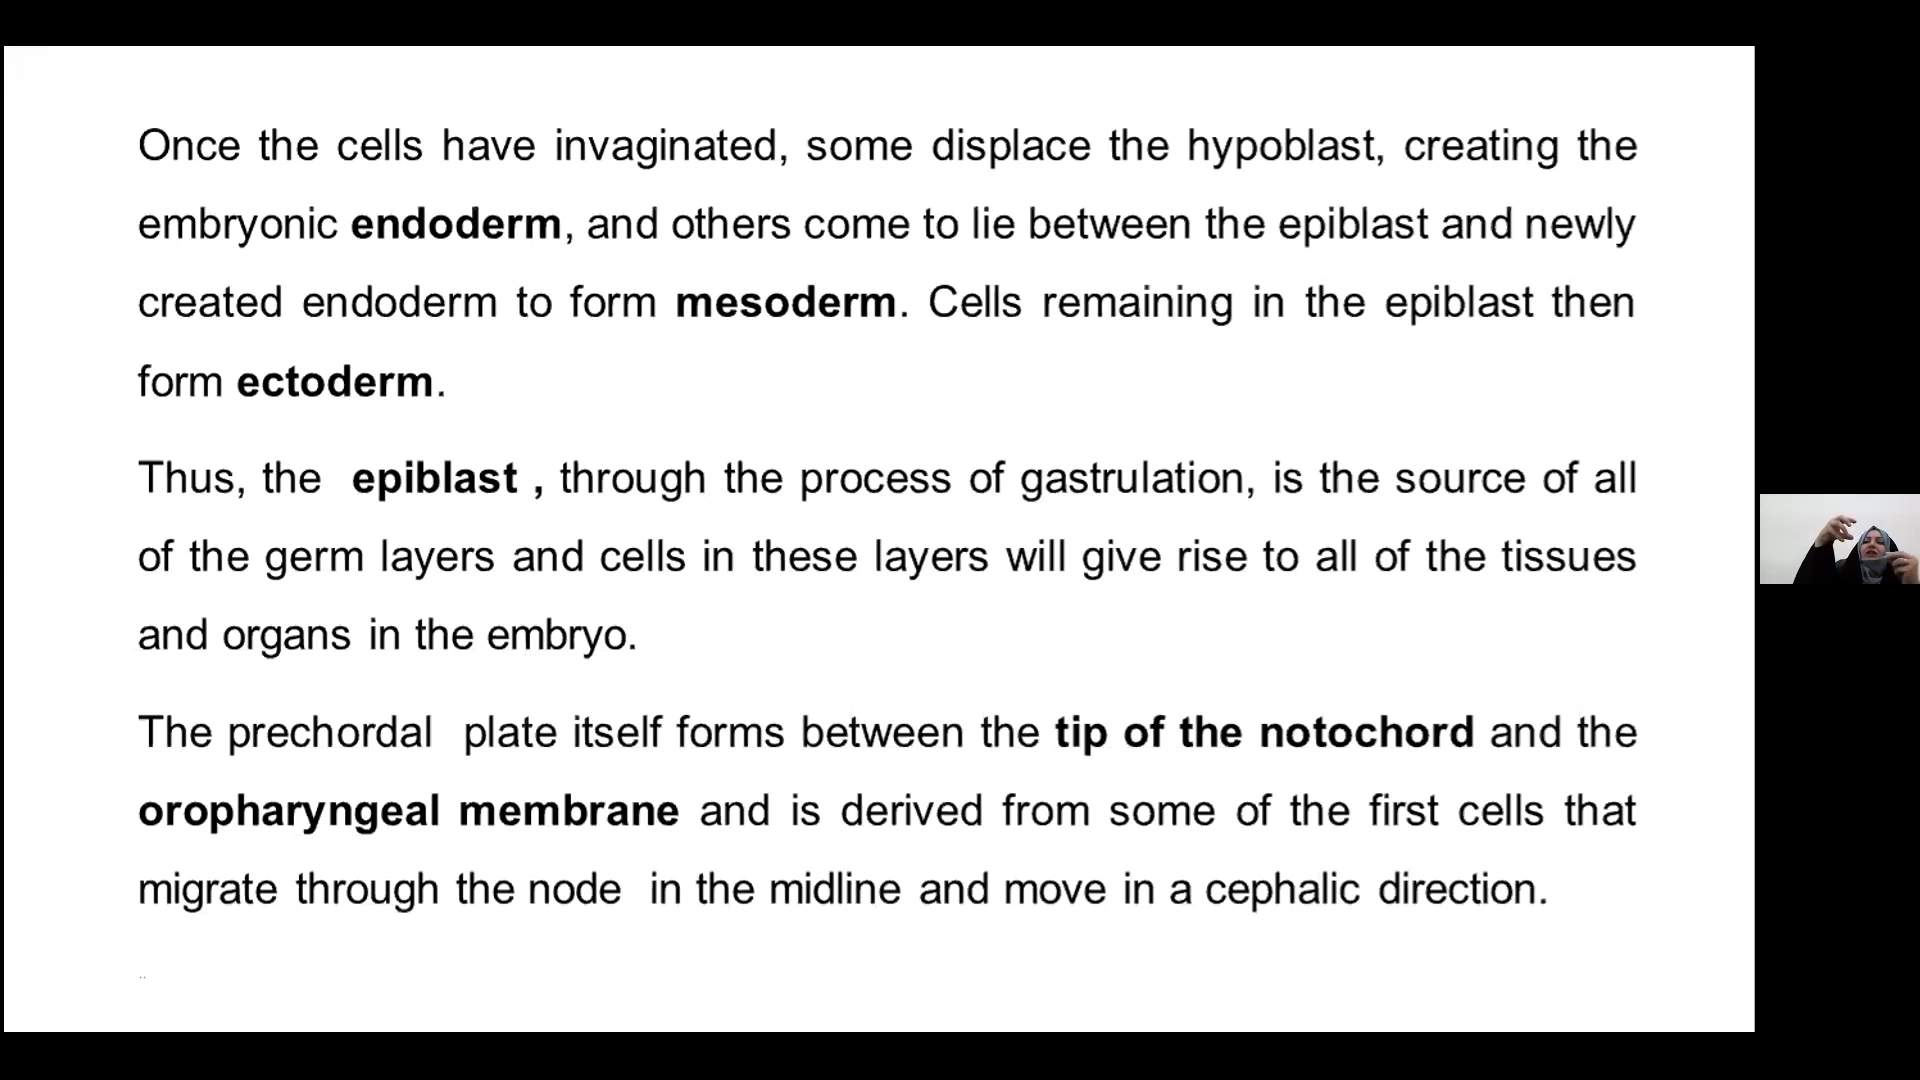 Once the cells have invaginated, some displace the hypoblast, creating the
embryonic endoderm, and others come to lie between the epiblast and newly
created endoderm to form mesoderm. Cells remaining in the epiblast then
form ectoderm.
Thus, the epiblast , through the process of gastrulation, is the source of all
of the germ layers and cells in these layers will give rise to all of the tissues
and organs in the embryo.
The prechordal plate itself forms between the tip of the notochord and the
oropharyngeal membrane and is derived from some of the first cells that
migrate through the node in the midline and move in a cephalic direction.
..